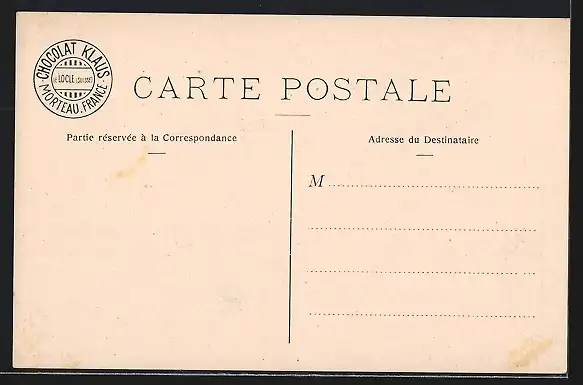 CHOCOLAT KLAUS
LE LOCLE (SUISSE)
MORTEAU. FRANCE
CARTE POSTALE
Partie réservée à la Correspondance
Adresse du Destinataire
M